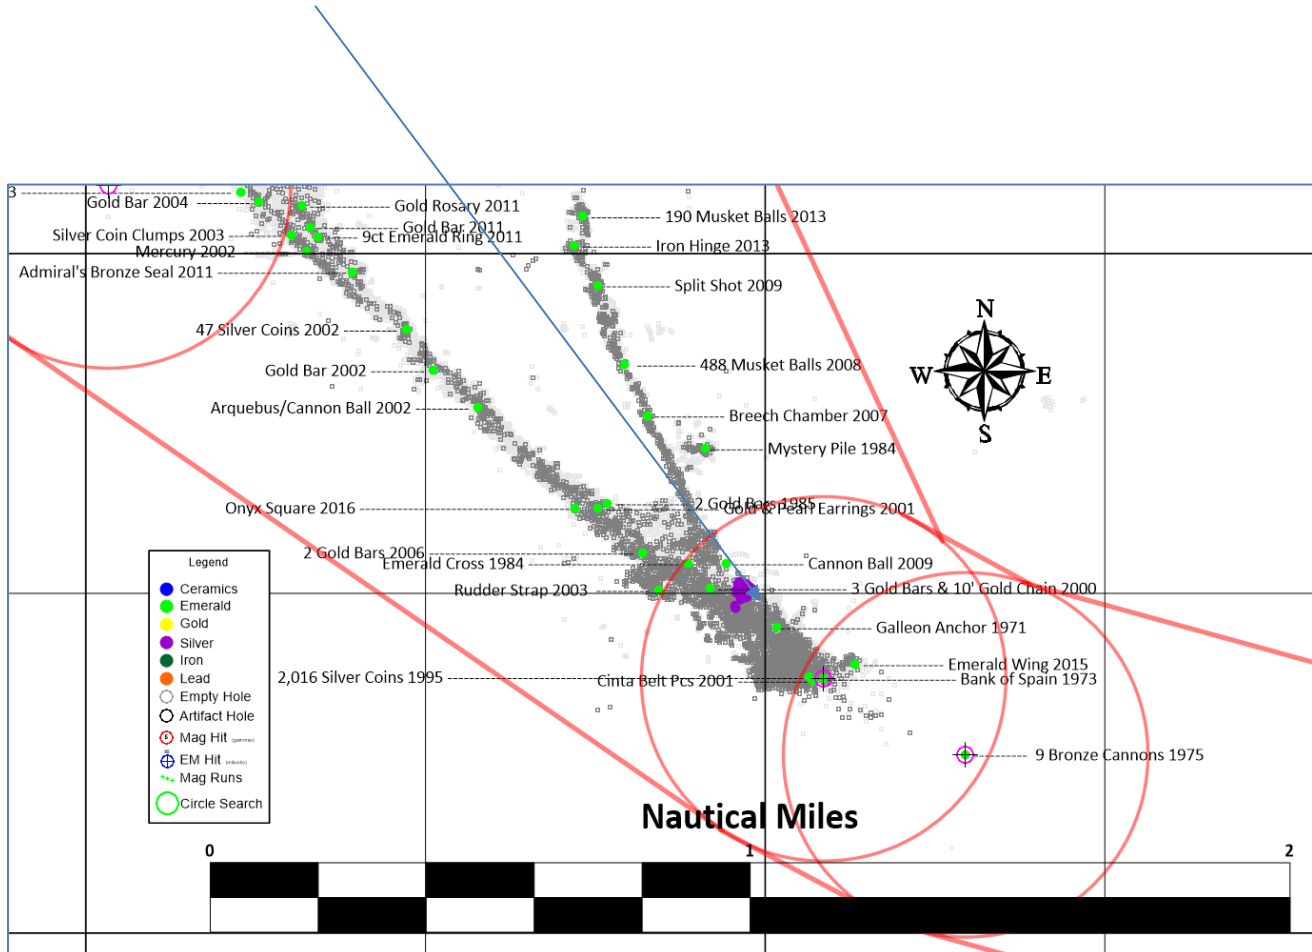 3
Gold Bar 2004
Gold Rosary 2011
190 Musket Balls 2013
Silver Coin Clumps 2003
Gold Bar 2011
9ct Emerald Ring 2011
Mercury 2002
Iron Hinge 2013
Admiral's Bronze Seal 2011
Split Shot 2009
N
47 Silver Coins 2002
Gold Bar 2002
488 Musket Balls 2008
W
E
Arquebus/Cannon Ball 2002
Breech Chamber 2007
S
Mystery Pile 1984
Onyx Square 2016
2 Gold Bars 1985
Gold & Pearl Earrings 2001
2 Gold Bars 2006
Emerald Cross 1984
Cannon Ball 2009
Rudder Strap 2003
3 Gold Bars & 10' Gold Chain 2000
Galleon Anchor 1971
Emerald Wing 2015
2,016 Silver Coins 1995
Cinta Belt Pcs 2001
Bank of Spain 1973
9 Bronze Cannons 1975
Legend
Ceramics
Emerald
Gold
Silver
Iron
Lead
Empty Hole
Artifact Hole
Mag Hit (gammas)
EM Hit
Mag Runs
Circle Search
Nautical Miles
0
1
2